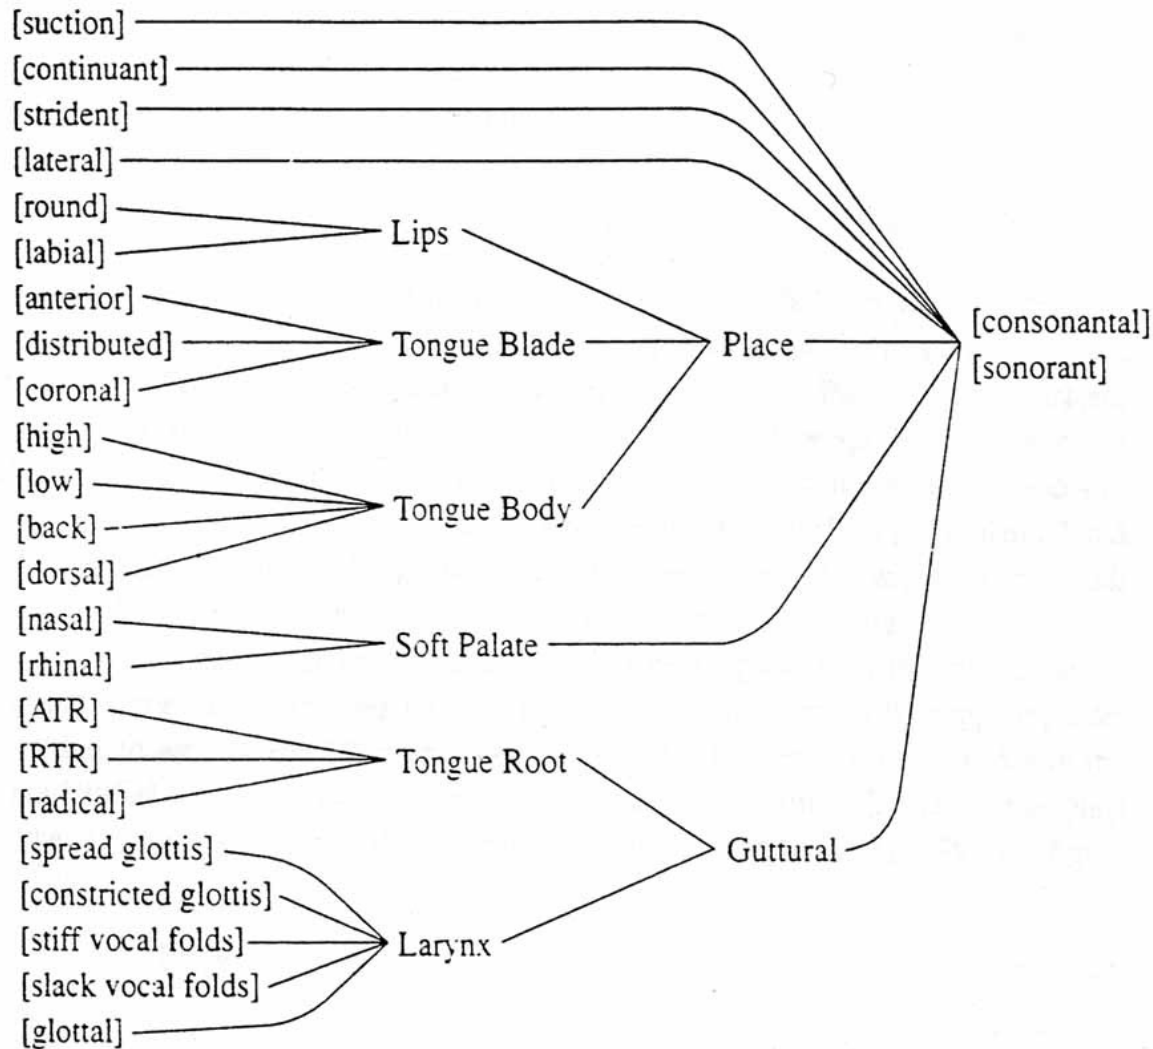 [suction]
[continuant]
[strident]
[lateral]
[round]
[labial]
Lips
[anterior]
[distributed]
[coronal]
Tongue Blade
Place
[consonantal]
[sonorant]
[high]
[low]
[back]
[dorsal]
Tongue Body
[nasal]
[rhinal]
Soft Palate
[ATR]
[RTR]
[radical]
Tongue Root
Guttural
[spread glottis]
[constricted glottis]
[stiff vocal folds]
[slack vocal folds]
[glottal]
Larynx